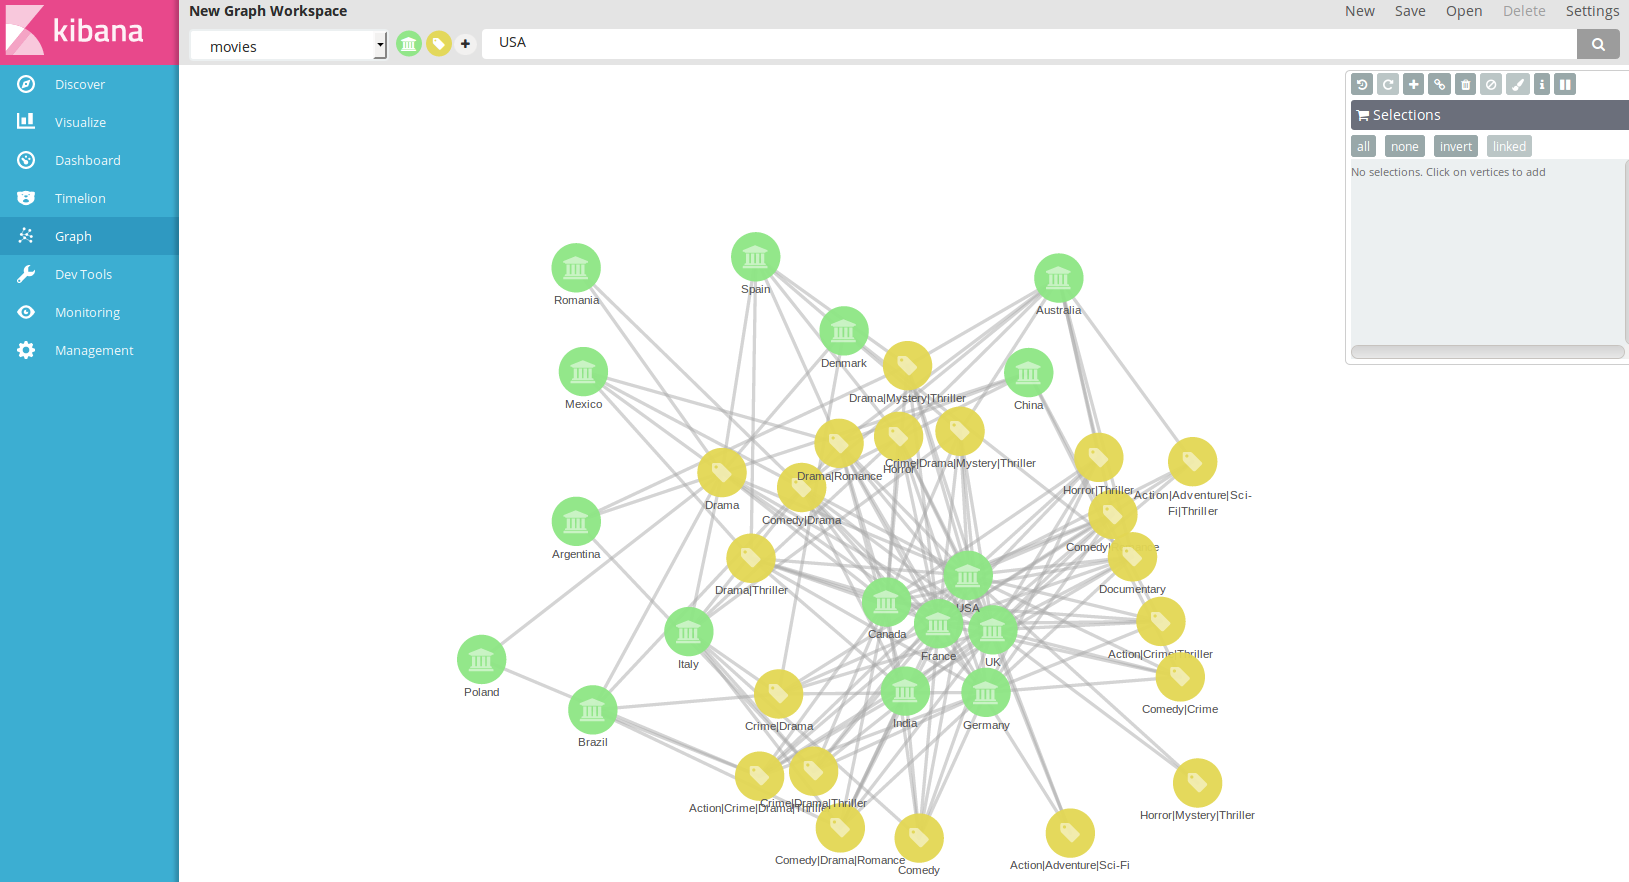 New Graph Workspace
New Save Open Delete Settings
kibana
movies
USA
Discover
Visualize
Dashboard
Timelion
Graph
Dev Tools
Monitoring
Management
Selections
all none invert linked
No selections. Click on vertices to add
Romania
Spain
Australia
Denmark
Mexico
Drama|Mystery|Thriller
China
Drama|Romance
Horror
Crime|Drama|Mystery|Thriller
Horror|Thriller
Action|Adventure|Sci-
Fi|Thriller
Drama
Comedy|Drama
Argentina
Comedy|
Drama|Thriller
Documentary
USA
Canada
France
UK
Action|Crime|Thriller
Italy
Poland
Comedy|Crime
Crime|Drama
India
Germany
Brazil
Action|Crime|Drama|Thriller
Crime|Drama|Thriller
Horror|Mystery|Thriller
Comedy|Drama|Romance
Comedy
Action|Adventure|Sci-Fi